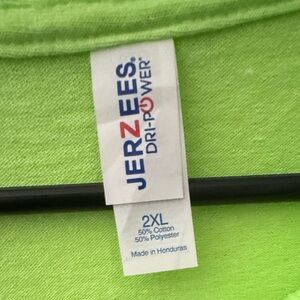 JERZEES®
DRI-POWER®
2XL
50% Cotton
50% Polyester
Made in Honduras